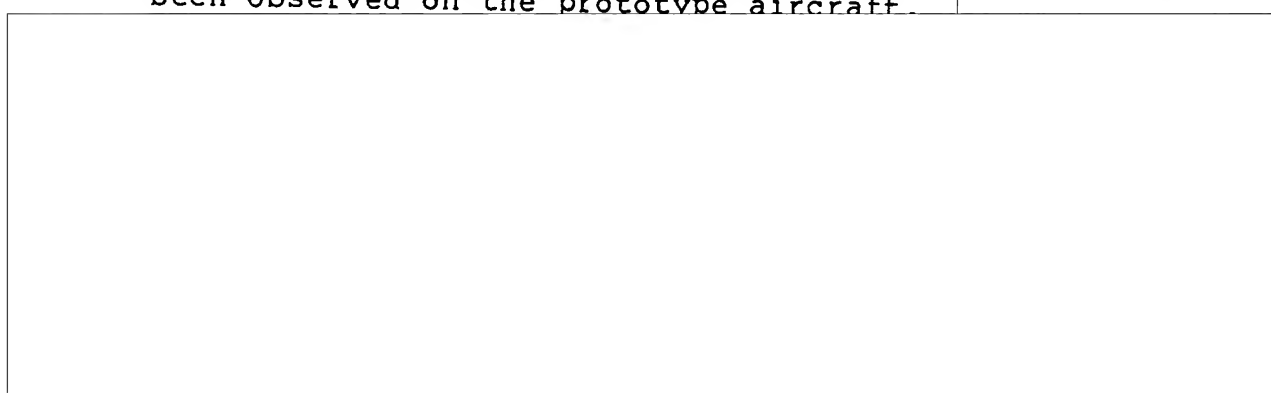 been observed on the prototype aircraft.